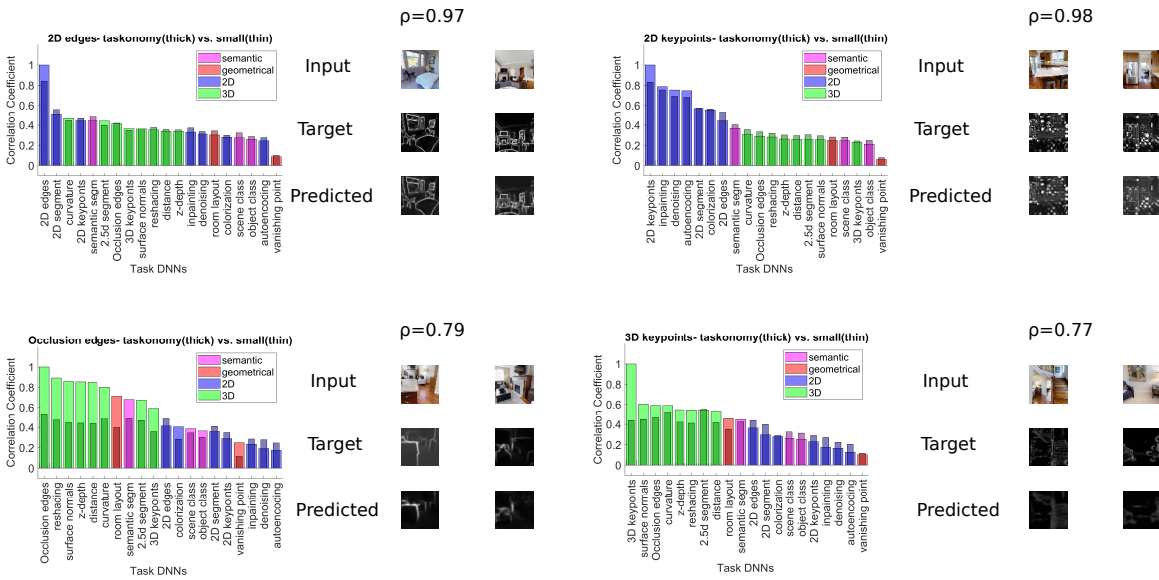 ρ=0.97
2D edges- taskonomy(thick) vs. small(thin)
Correlation Coefficient
1
0.8
0.6
0.4
0.2
0
semantic
geometrical
2D
3D
2D edges
2D segment
curvature
2D keyponts
semantic segm
2.5d segment
Occlusion edges
3D keyponts
surface normals
reshading
distance
z-depth
inpainting
denoising
room layout
colorization
scene class
object class
autoencocing
vanishing point
Task DNNs
Input
Target
Predicted
ρ=0.98
2D keypoints- taskonomy(thick) vs. small(thin)
Correlation Coefficient
1
0.8
0.6
0.4
0.2
0
semantic
geometrical
2D
3D
2D keyponts
inpainting
denoising
autoencocing
2D segment
colorization
2D edges
semantic segm
curvature
Occlusion edges
reshading
z-depth
distance
2.5d segment
surface normals
room layout
scene class
3D keyponts
object class
vanishing point
Task DNNs
Input
Target
Predicted
ρ=0.79
Occlusion edges- taskonomy(thick) vs. small(thin)
Correlation Coefficient
1
0.8
0.6
0.4
0.2
0
semantic
geometrical
2D
3D
Occlusion edges
reshading
surface normals
z-depth
distance
curvature
room layout
semantic segm
2.5d segment
3D keyponts
2D edges
colorization
scene class
object class
2D segment
2D keyponts
vanishing point
inpainting
denoising
autoencocing
Task DNNs
Input
Target
Predicted
ρ=0.77
3D keypoints- taskonomy(thick) vs. small(thin)
Correlation Coefficient
1
0.8
0.6
0.4
0.2
0
semantic
geometrical
2D
3D
3D keyponts
surface normals
Occlusion edges
curvature
z-depth
reshading
2.5d segment
distance
room layout
semantic segm
2D edges
2D segment
colorization
scene class
object class
2D keyponts
inpainting
denoising
autoencocing
vanishing point
Task DNNs
Input
Target
Predicted